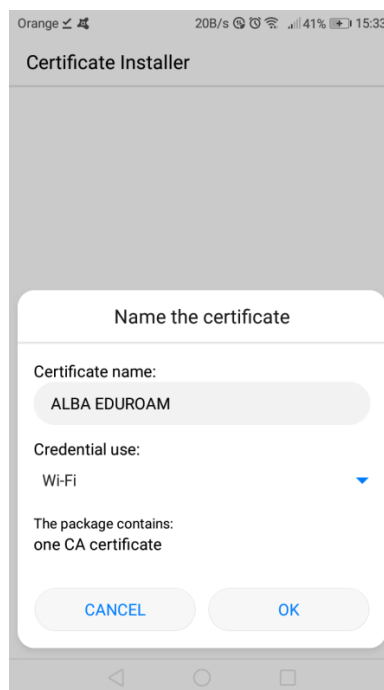 Orange
20B/s 41% 15:33
Certificate Installer
Name the certificate
Certificate name:
ALBA EDUROAM
Credential use:
Wi-Fi
The package contains:
one CA certificate
CANCEL OK